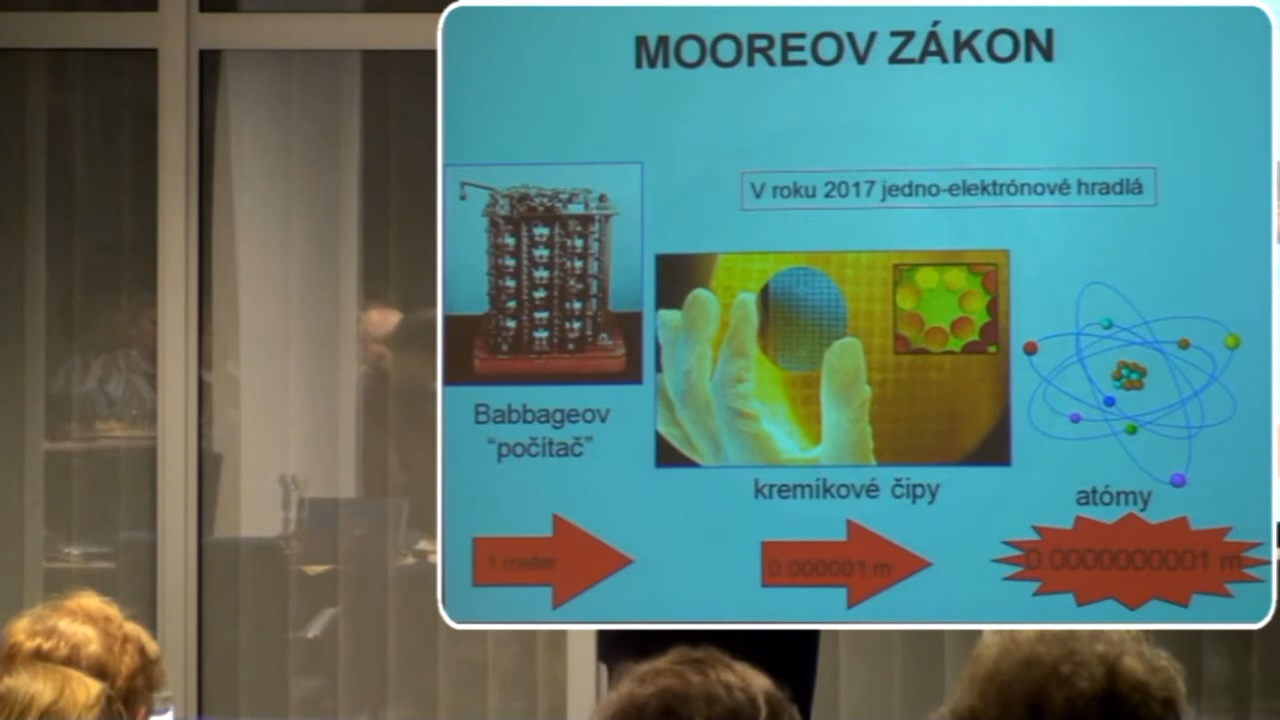 MOOREOV ZÁKON
V roku 2017 jedno-elektrónové hradlá
Babbageov
“počítač”
kremíkové čipy
atómy
1 meter
0.000001 m
0.0000000001 m